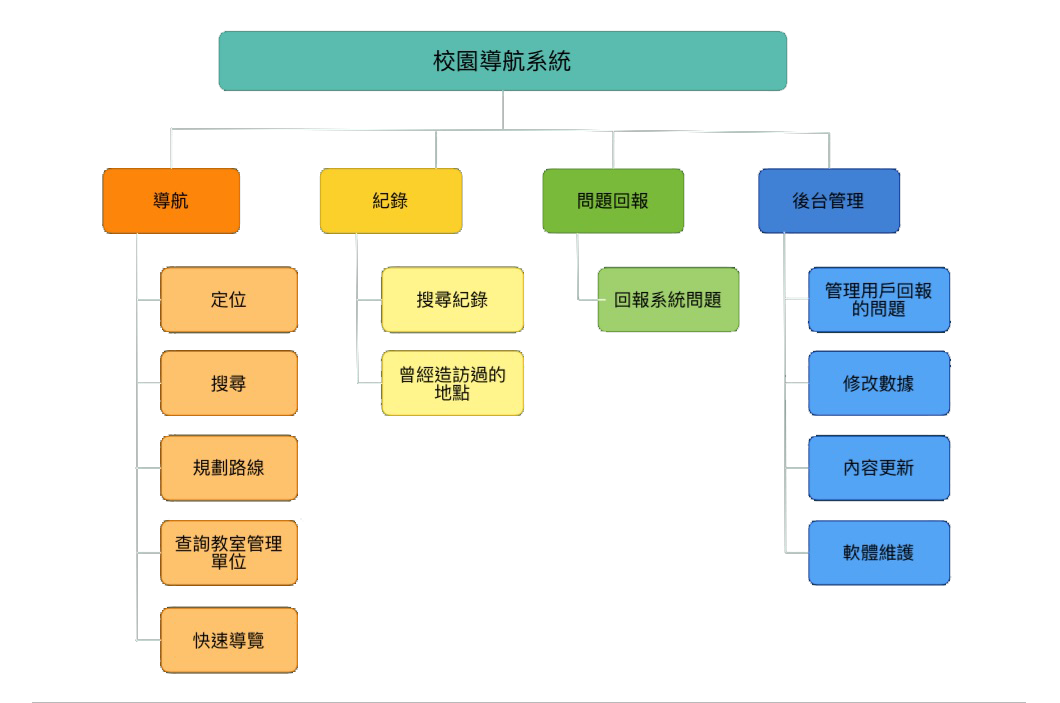 校園導航系統
導航
紀錄
問題回報
後台管理
定位
搜尋
規劃路線
查詢教室管理
單位
快速導覽
搜尋紀錄
曾經造訪過的
地點
回報系統問題
管理用戶回報
的問題
修改數據
內容更新
軟體維護